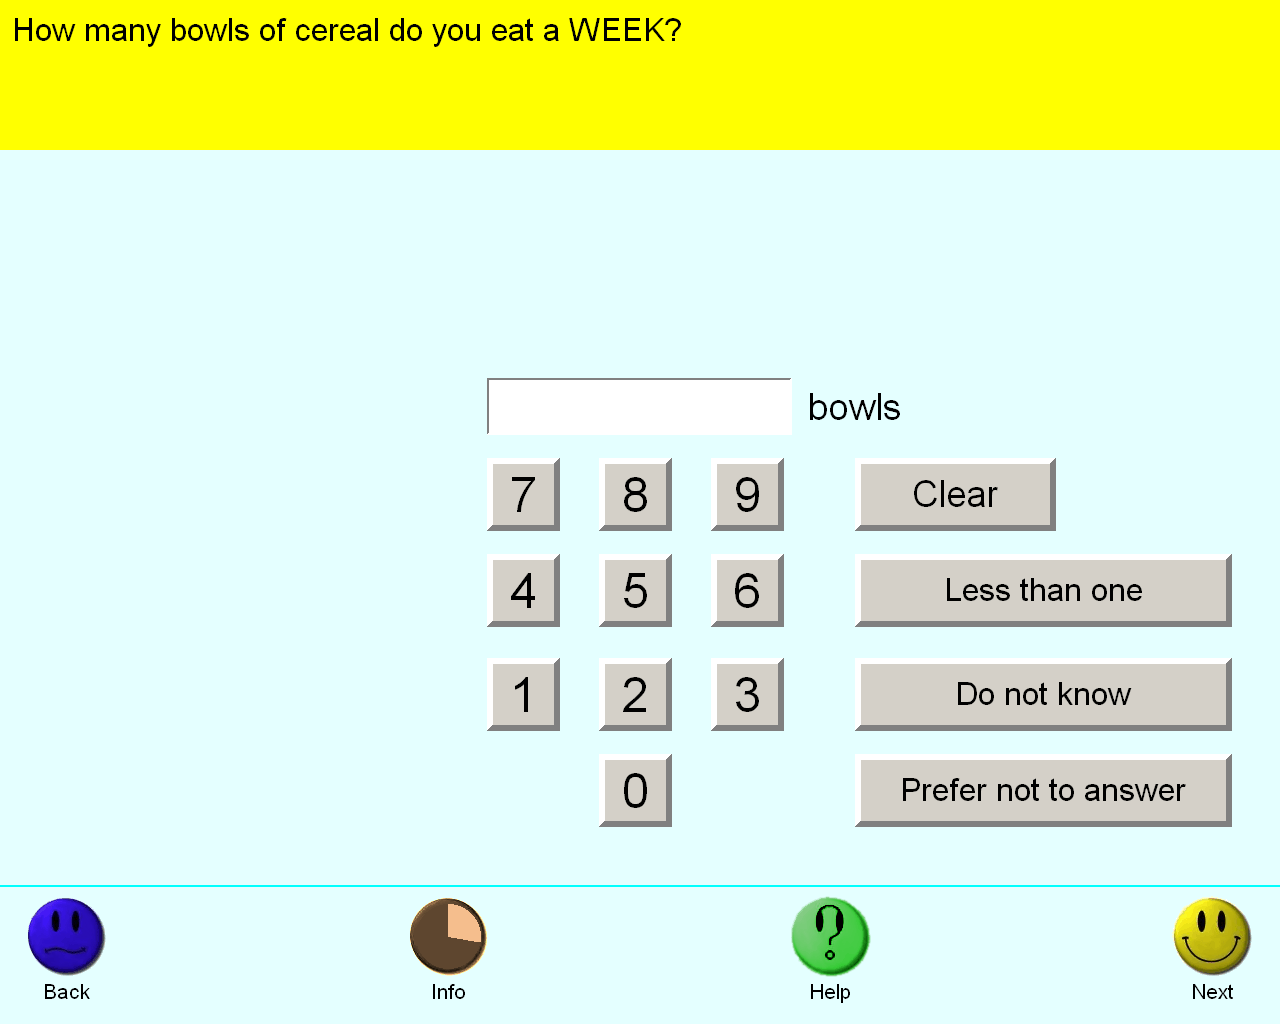 How many bowls of cereal do you eat a WEEK?
bowls
7 8 9 Clear
4 5 6 Less than one
1 2 3 Do not know
0 Prefer not to answer
Back Info Help Next